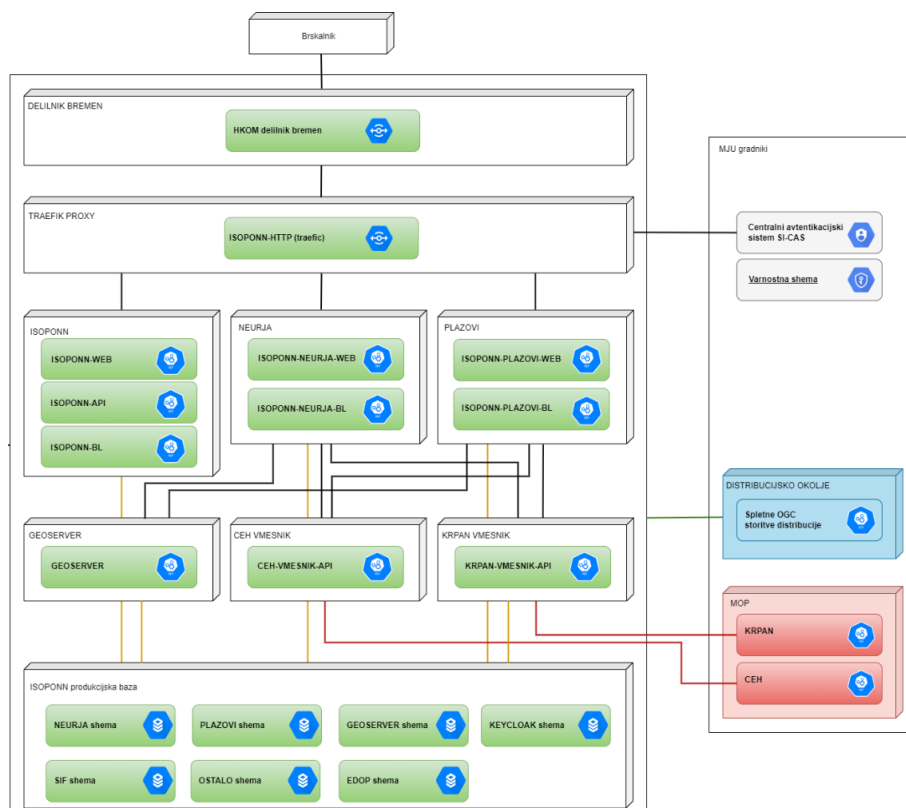 Brskalnik
DELILNIK BREMEN
HKOM delilnik bremen
MJU gradniki
TRAEFIK PROXY
ISOPONN-HTTP (traefic)
Centralni avtentikacijski
sistem SI-CAS
Varnostna shema
ISOPONN
ISOPONN-WEB
ISOPONN-API
ISOPONN-BL
NEURJA
ISOPONN-NEURJA-WEB
ISOPONN-NEURJA-BL
PLAZOVI
ISOPONN-PLAZOVI-WEB
ISOPONN-PLAZOVI-BL
DISTRIBUCIJSKO OKOLJE
Spletne OGC
storitve distribucije
GEOSERVER
GEOSERVER
CEH VMESNIK
CEH-VMESNIK-API
KRPAN VMESNIK
KRPAN-VMESNIK-API
MOP
KRPAN
CEH
ISOPONN produkcijska baza
NEURJA shema
PLAZOVI shema
GEOSERVER shema
KEYCLOAK shema
SIF shema
OSTALO shema
EDOP shema